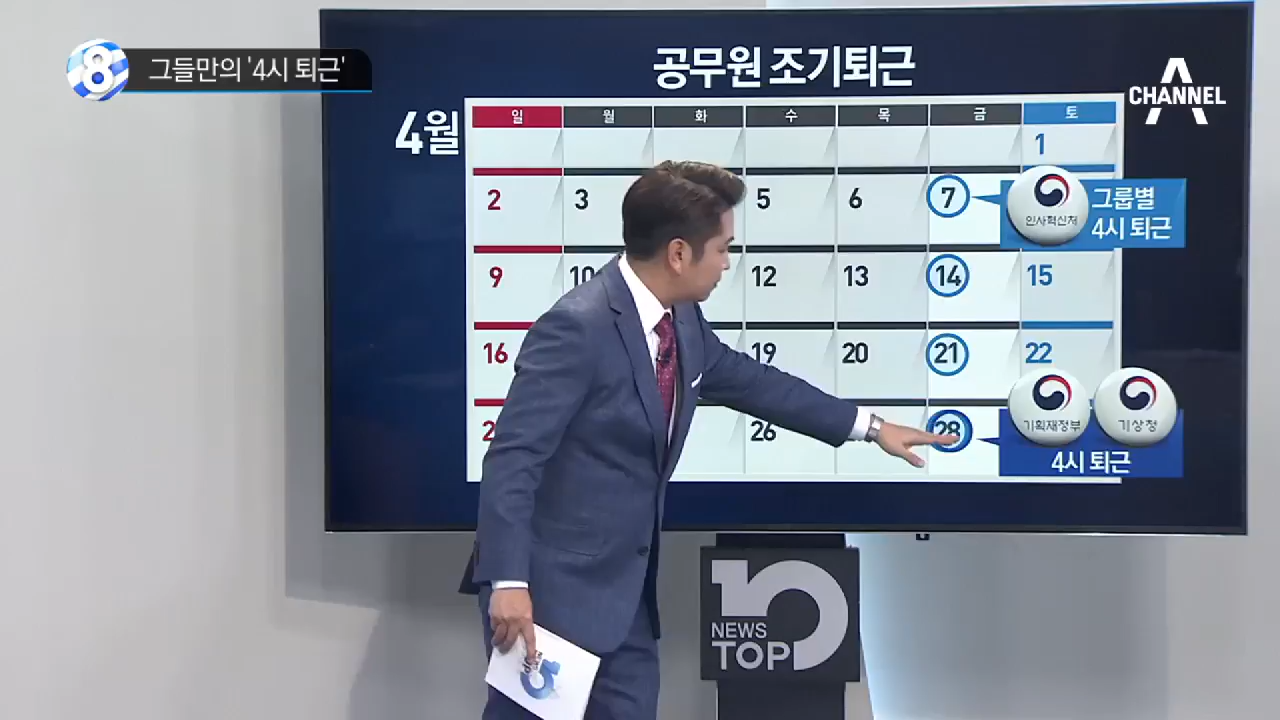 8 그들만의 '4시 퇴근'
공무원 조기퇴근
CHANNEL A
4월
일 월 화 수 목 금 토
1
2 3 5 6 7
인사혁신처
그룹별
4시 퇴근
9 10 12 13 14 15
16 19 20 21 22
26 28
기획재정부 기상청
4시 퇴근
10
NEWS
TOP